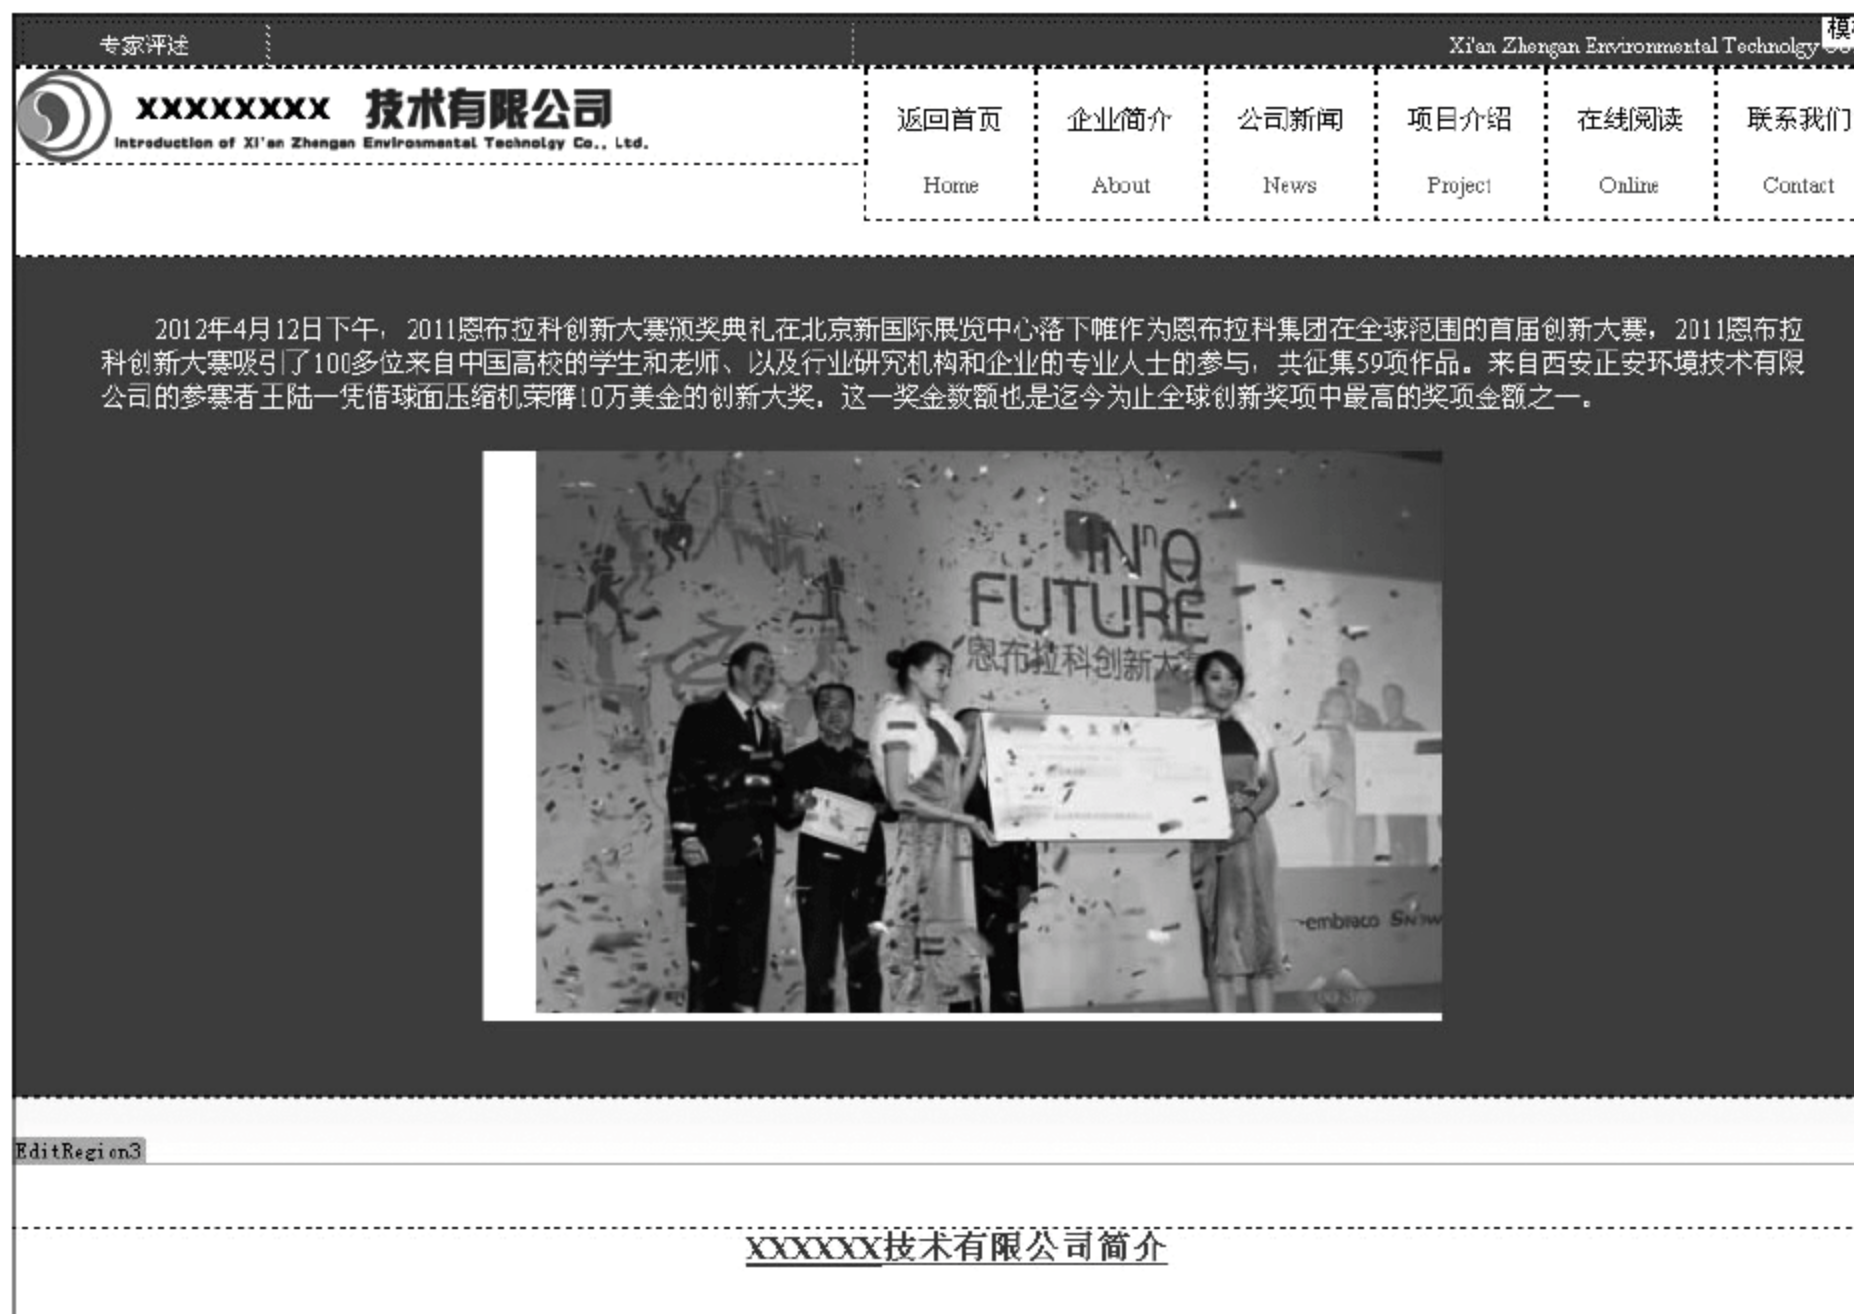 专家评述
Xi'an Zhengan Environmental Technolgy
XXXXXXXX 技术有限公司
Introduction of Xi'an Zhengan Environmental Technolgy Co., Ltd.
返回首页 企业简介 公司新闻 项目介绍 在线阅读 联系我们
Home About News Project Online Contact
2012年4月12日下午，2011恩布拉科创新大赛颁奖典礼在北京新国际展览中心落下帷作为恩布拉科集团在全球范围的首届创新大赛，2011恩布拉
科创新大赛吸引了100多位来自中国高校的学生和老师、以及行业研究机构和企业的专业人士的参与，共征集59项作品。来自西安正安环境技术有限
公司的参赛者王陆一凭借球面压缩机荣膺10万美金的创新大奖，这一奖金数额也是迄今为止全球创新奖项中最高的奖项金额之一。
INnO
FUTURE
恩布拉科创新大
embraco SNOW
EditRegion3
XXXXXX技术有限公司简介